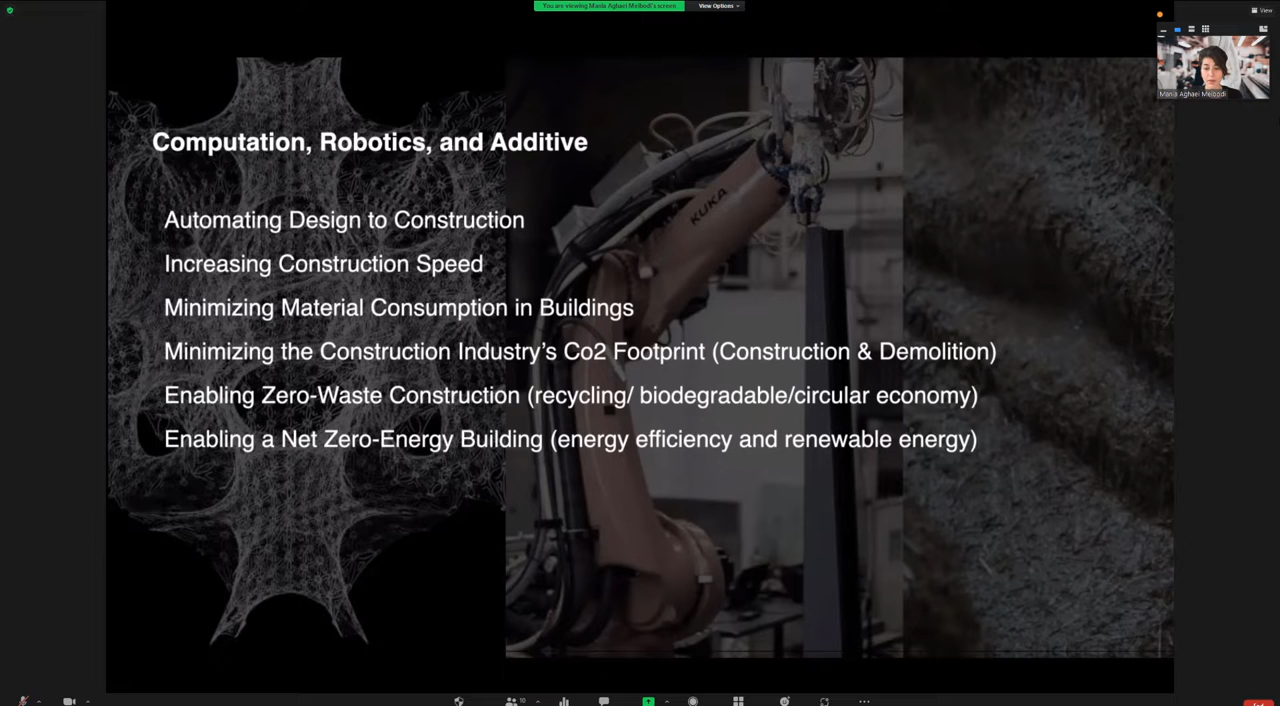 You are viewing Mania Aghaei Meibodi's screen
View Options
View
Mania Aghaei Meibodi
Computation, Robotics, and Additive
KUKA
Automating Design to Construction
Increasing Construction Speed
Minimizing Material Consumption in Buildings
Minimizing the Construction Industry’s Co2 Footprint (Construction & Demolition)
Enabling Zero-Waste Construction (recycling/ biodegradable/circular economy)
Enabling a Net Zero-Energy Building (energy efficiency and renewable energy)
10